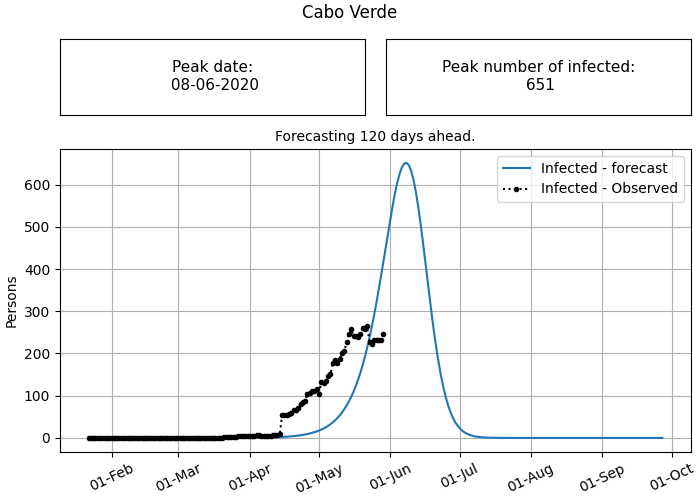 Cabo Verde
Peak date:
08-06-2020
Peak number of infected:
651
Forecasting 120 days ahead.
Infected - forecast
Infected - Observed
Persons
600
500
400
300
200
100
0
01-Feb
01-Mar
01-Apr
01-May
01-Jun
01-Jul
01-Aug
01-Sep
01-Oct